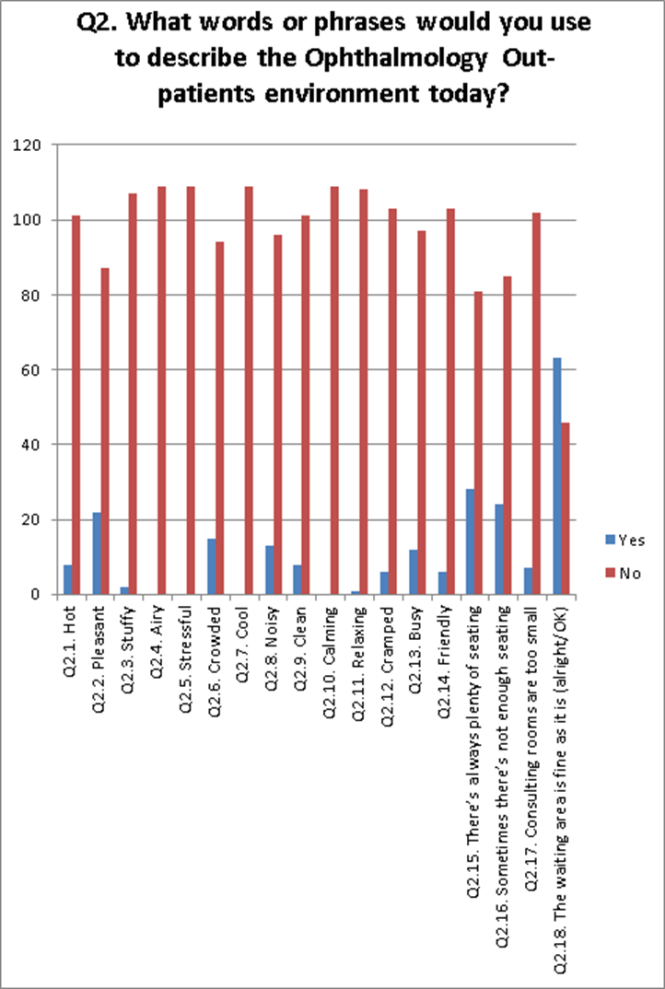 Q2. What words or phrases would you use
to describe the Ophthalmology Out-
patients environment today?
120
100
80
60
40
20
0
Yes
No
Q2.1. Hot
Q2.2. Pleasant
Q2.3. Stuffy
Q2.4. Airy
Q2.5. Stressful
Q2.6. Crowded
Q2.7. Cool
Q2.8. Noisy
Q2.9. Clean
Q2.10. Calming
Q2.11. Relaxing
Q2.12. Cramped
Q2.13. Busy
Q2.14. Friendly
Q2.15. There's always plenty of seating
Q2.16. Sometimes there's not enough seating
Q2.17. Consulting rooms are too small
Q2.18. The waiting area is fine as it is (alright/OK)